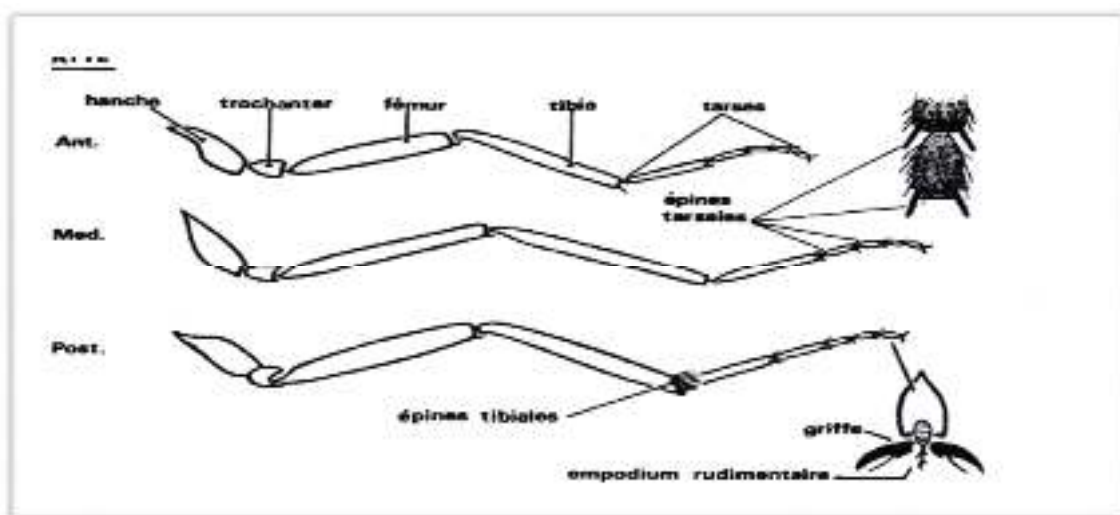 hanche trochanter fémur tibia tarses
Ant.
épines
tarsales
Med.
Post.
épines tibiales
griffe
empodium rudimentaire